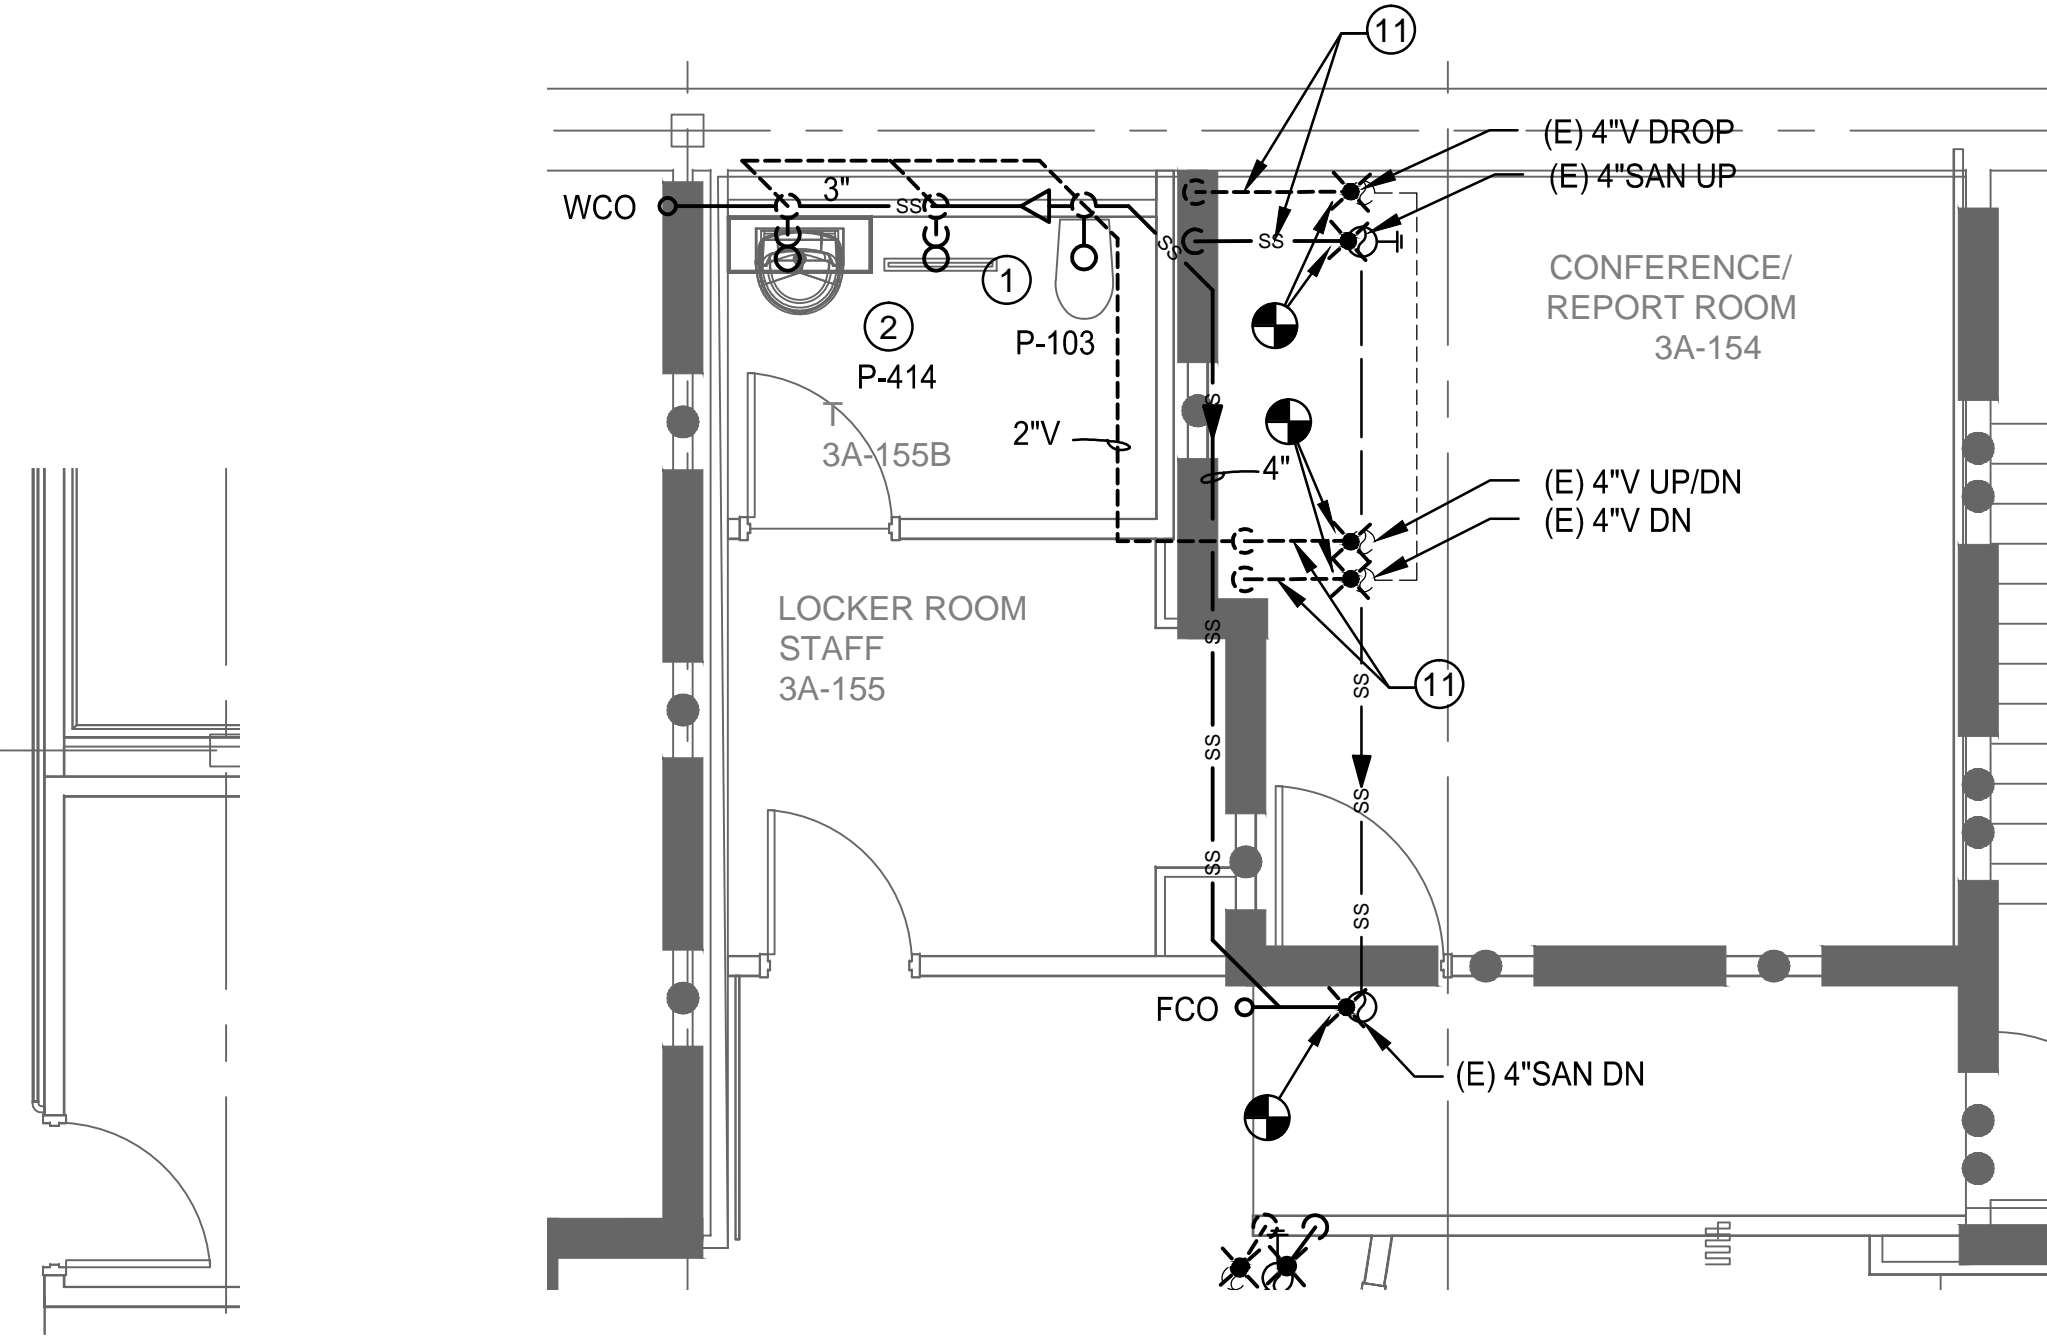 11
(E) 4"V DROP
(E) 4"SAN UP
WCO
3"
SS
SS
SS
CONFERENCE/
REPORT ROOM
3A-154
1
2
P-103
P-414
T
3A-155B
2"V
SS
4"
(E) 4"V UP/DN
(E) 4"V DN
LOCKER ROOM
STAFF
3A-155
SS
SS
11
SS
SS
SS
SS
FCO
(E) 4"SAN DN